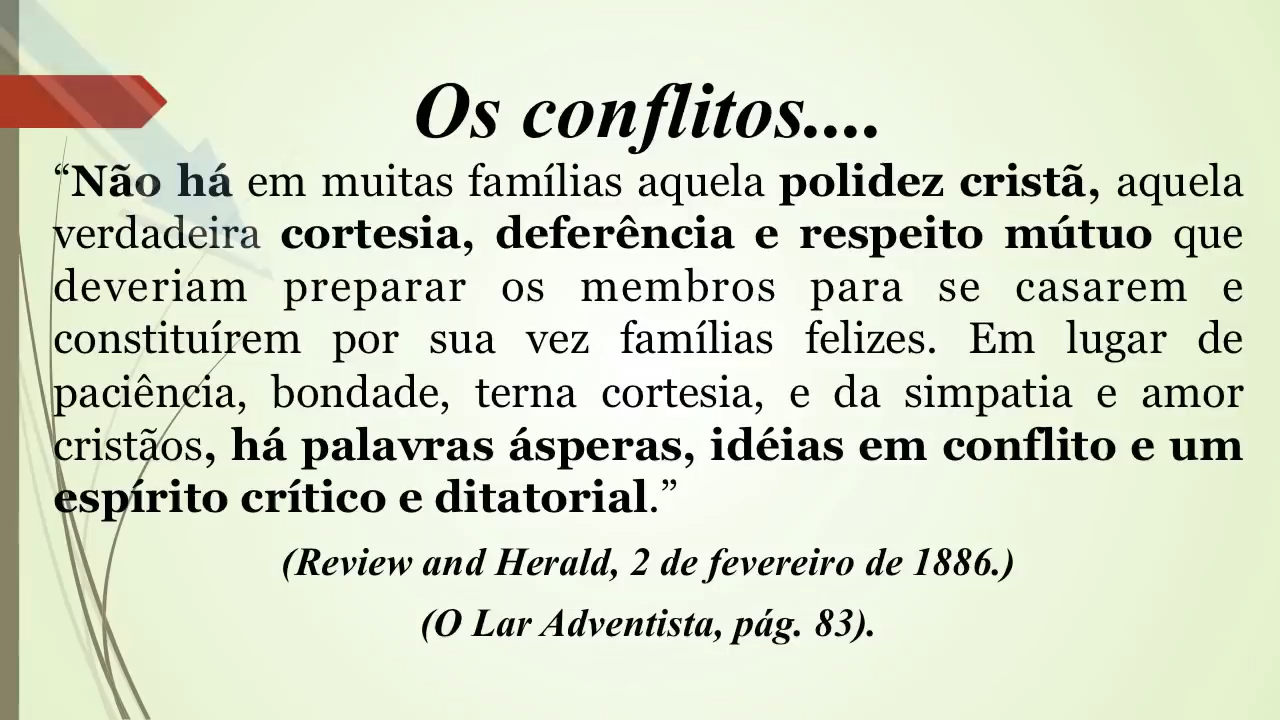 Os conflitos....
“Não há em muitas famílias aquela polidez cristã, aquela
verdadeira cortesia, deferência e respeito mútuo que
deveriam preparar os membros para se casarem e
constituírem por sua vez famílias felizes. Em lugar de
paciência, bondade, terna cortesia, e da simpatia e amor
cristãos, há palavras ásperas, idéias em conflito e um
espírito crítico e ditatorial.”
(Review and Herald, 2 de fevereiro de 1886.)
(O Lar Adventista, pág. 83).